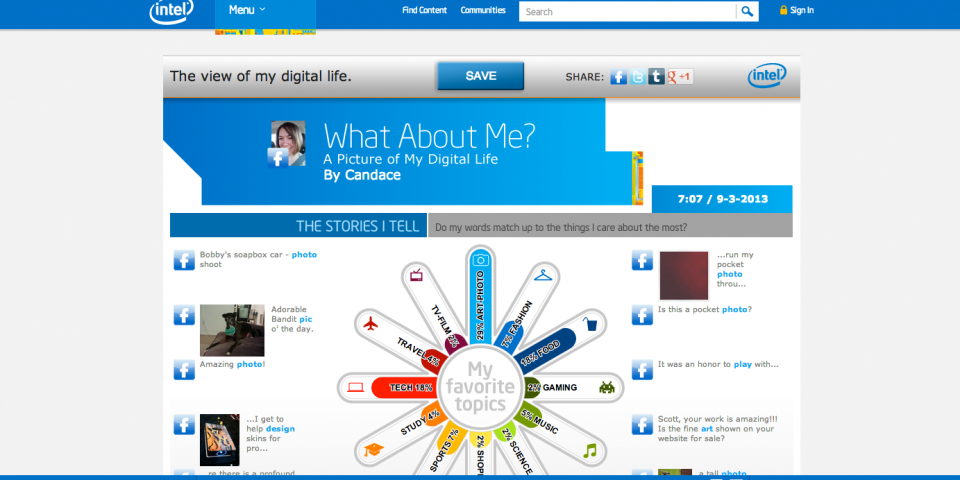 intel
Menu
Find Content
Communities
Search
Sign In
The view of my digital life.
SAVE
SHARE:
+1
intel
What About Me?
A Picture of My Digital Life
By Candace
7:07 / 9-3-2013
THE STORIES I TELL
Do my words match up to the things I care about the most?
Bobby's soapbox car - photo
shoot
Adorable
Bandit pic
o' the day.
Amazing photo!
...I get to
help design
skins for
pro...
29% ART-PHOTO
7% FASHION
18% FOOD
2% GAMING
5% MUSIC
2% SCIENCE
2% SHOP
SPORTS 7%
STUDY 4%
TECH 18%
TRAVEL 4%
TV-FILM
My
favorite
topics
...run my
pocket
photo
throu...
Is this a pocket photo?
It was an honor to play with...
Scott, your work is amazing!!!
Is the fine art shown on your
website for sale?
...re there is a profound
...a tall photo